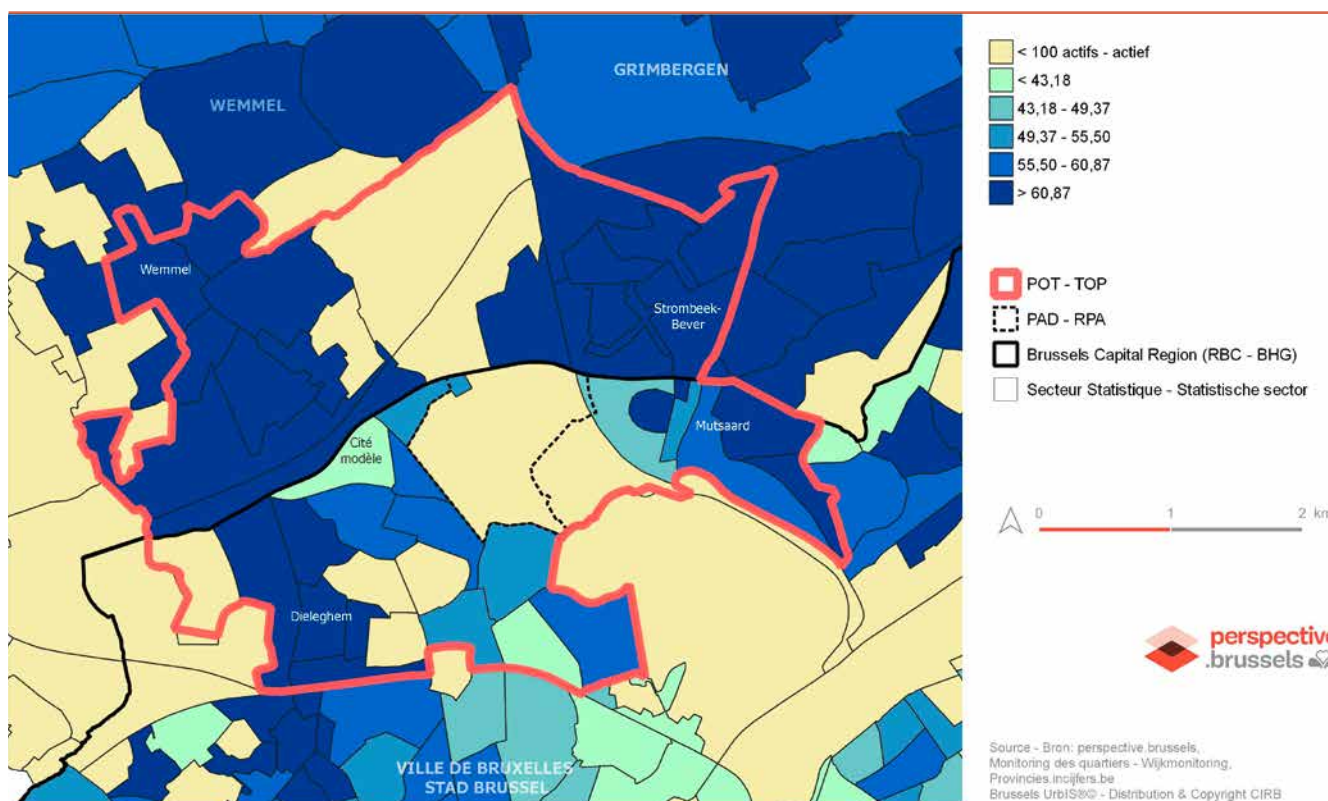 GRIMBERGEN
WEMMEL
Wemmel
Strombeek-
Bever
Mutsaard
Cité
modèle
Dieleghem
VILLE DE BRUXELLES
STAD BRUSSEL
< 100 actifs - actief
< 43,18
43,18 - 49,37
49,37 - 55,50
55,50 - 60,87
> 60,87
POT - TOP
PAD - RPA
Brussels Capital Region (RBC - BHG)
Secteur Statistique - Statistische sector
0 1 2 km
perspective
.brussels
Source - Bron: perspective.brussels,
Monitoring des quartiers - Wijkmonitoring,
Provincies.incijfers.be
Brussels UrbIS®© - Distribution & Copyright CIRB